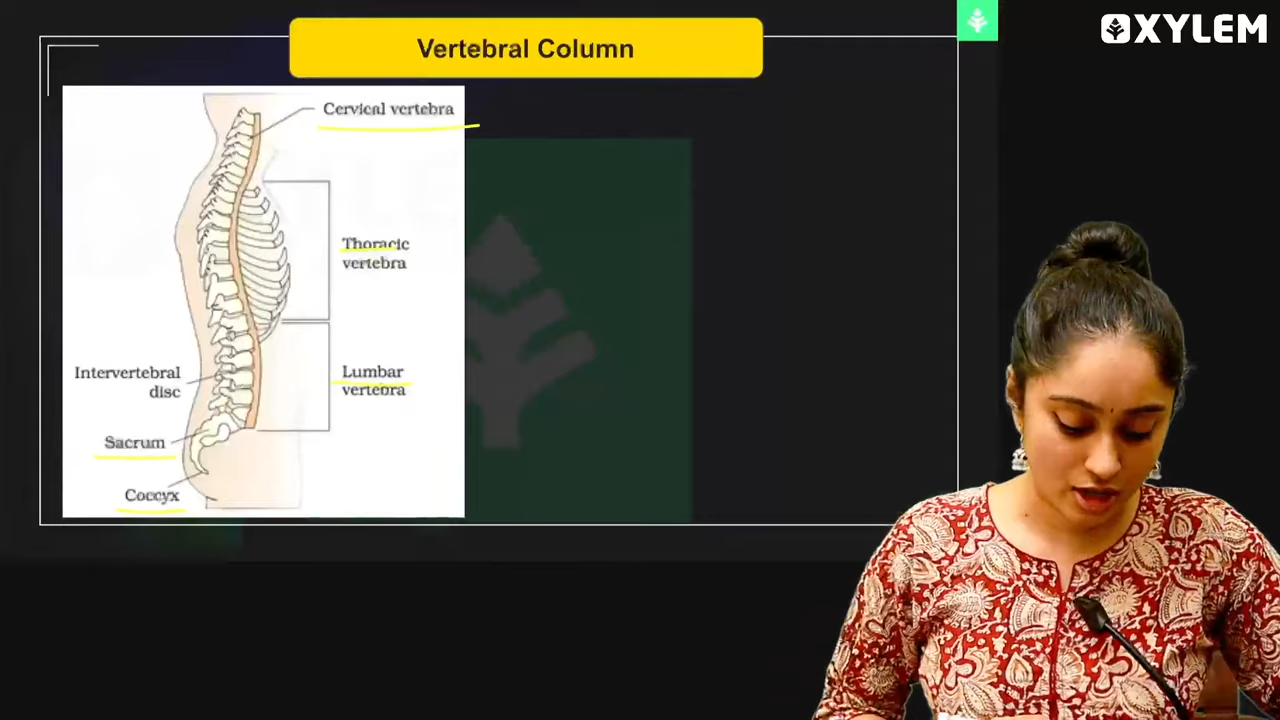 Vertebral Column
XYLEM
Cervical vertebra
Thoracic
vertebra
Intervertebral
disc
Lumbar
vertebra
Sacrum
Coccyx